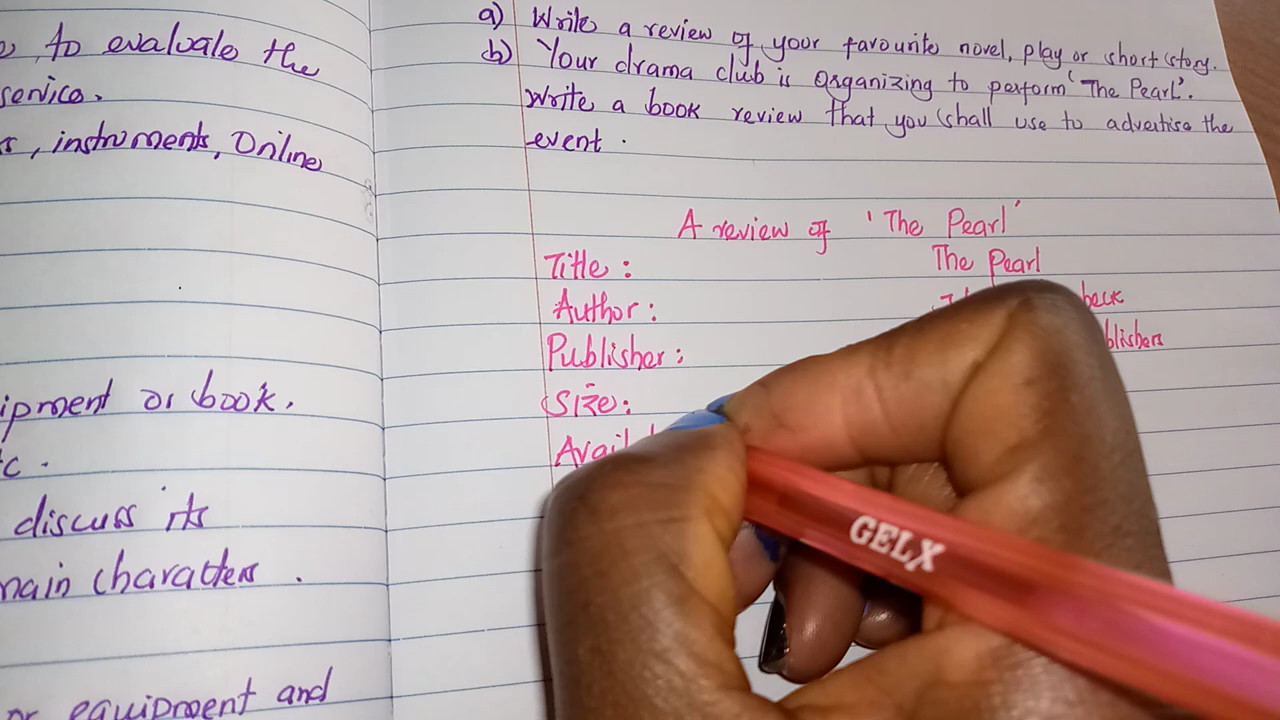 to evaluate the
service.
, instruments, Online
or book.
discuss its
main characters.
or equipment and
a) Write a review of your favourite novel, play or short story.
b) Your drama club is organizing to perform 'The Pearl'.
Write a book review that you shall use to advertise the
event.
A review of 'The Pearl'
Title: The Pearl
Author:
Publisher:
Size:
GELX